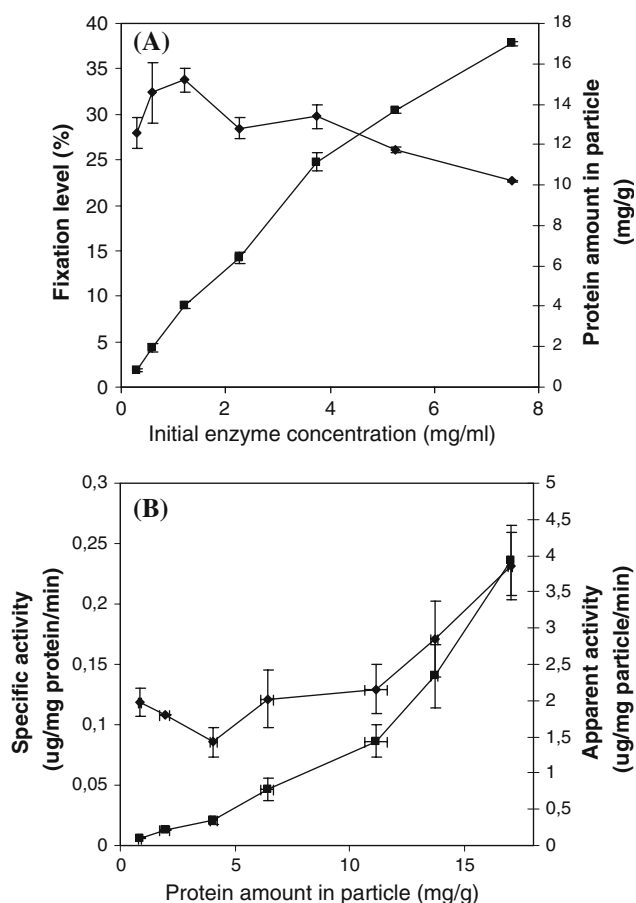 (A)
40
35
30
25
20
15
10
5
0
Fixation level (%)
18
16
14
12
10
8
6
4
2
0
Protein amount in particle
(mg/g)
0 2 4 6 8
Initial enzyme concentration (mg/ml)
(B)
0,3
0,25
0,2
0,15
0,1
0,05
0
Specific activity
(ug/mg protein/min)
5
4,5
4
3,5
3
2,5
2
1,5
1
0,5
0
Apparent activity
(ug/mg particle/min)
0 5 10 15
Protein amount in particle (mg/g)